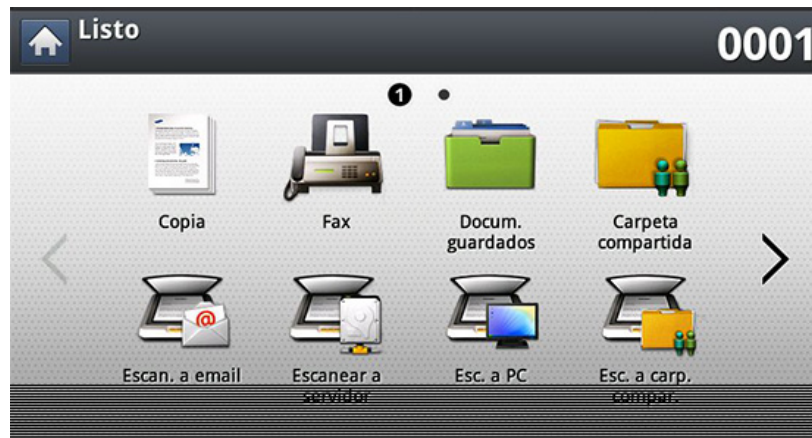 Listo
0001
1
Copia
Fax
Docum.
guardados
Carpeta
compartida
Escan. a email
Escanear a
servidor
Esc. a PC
Esc. a carp.
compar.